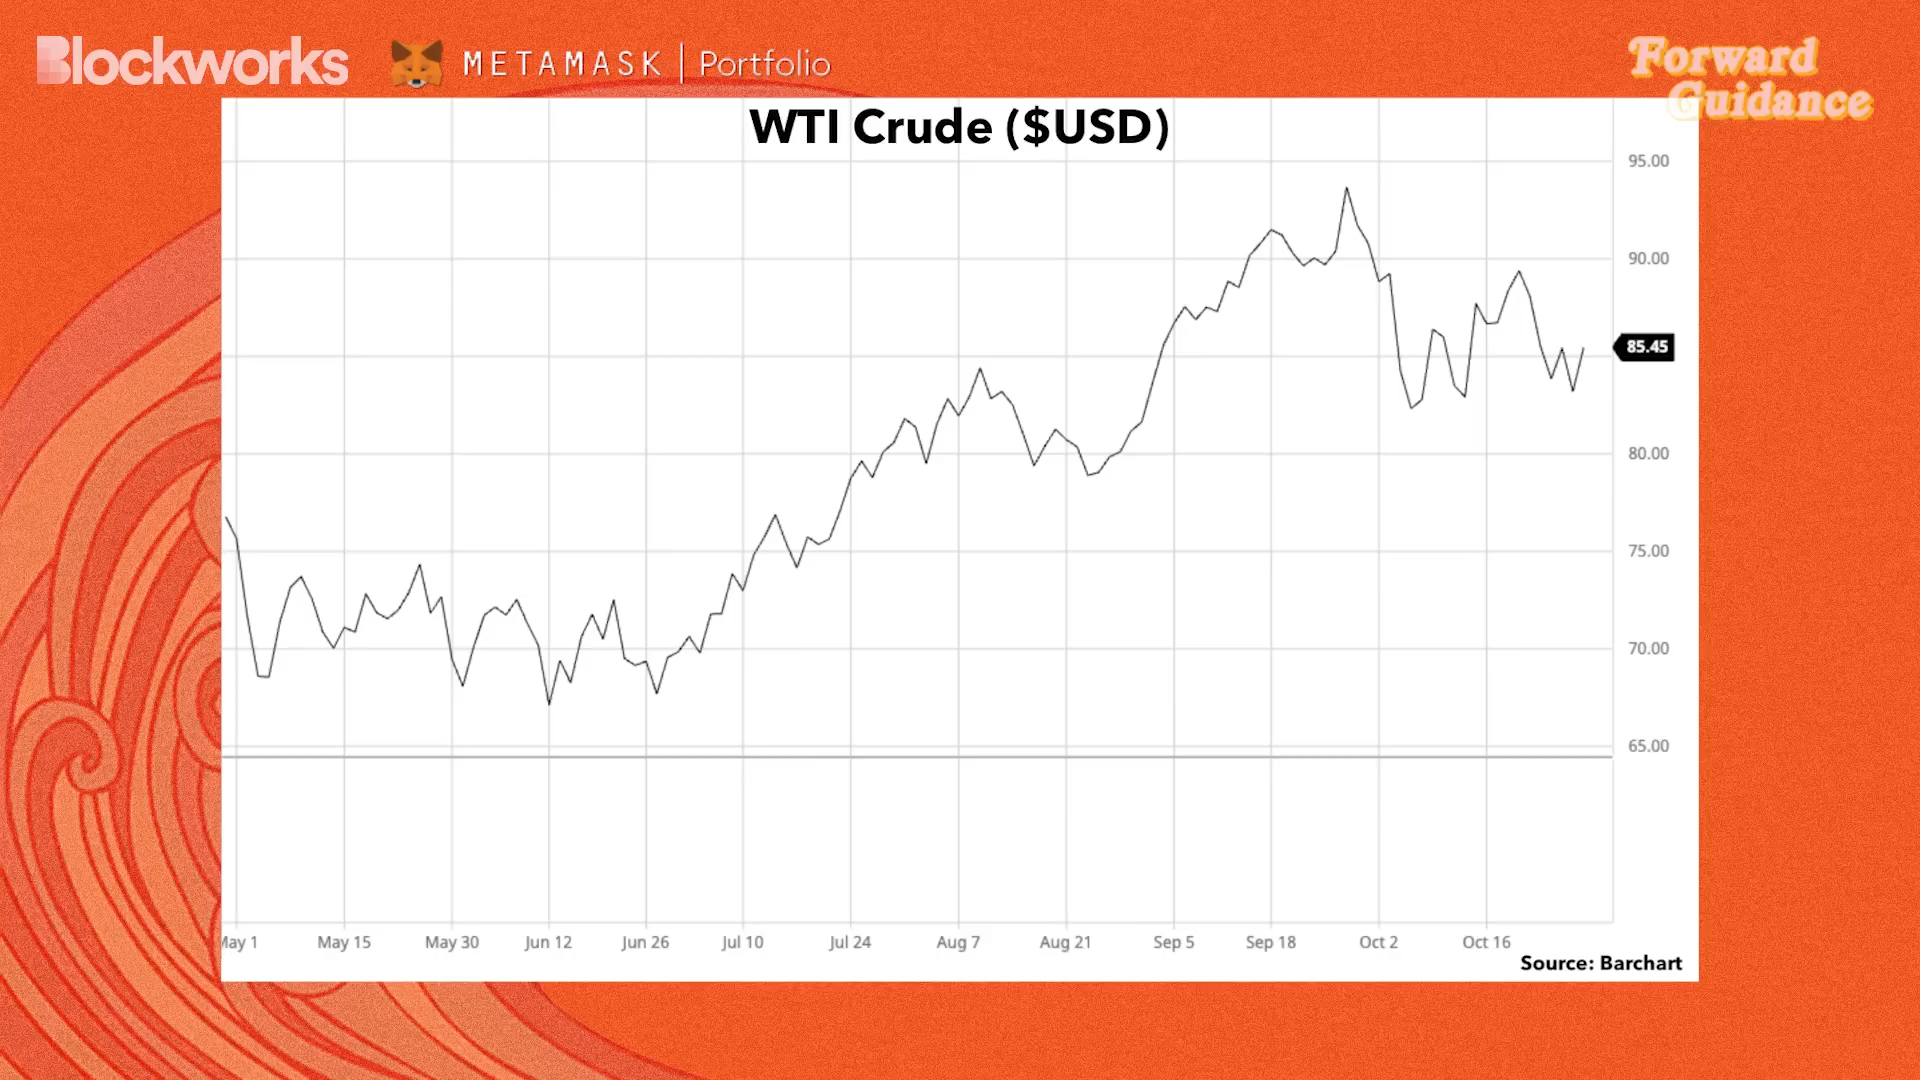 Blockworks METAMASK | Portfolio
Forward
Guidance
WTI Crude ($USD)
95.00
90.00
85.45
80.00
75.00
70.00
65.00
May 1 May 15 May 30 Jun 12 Jun 26 Jul 10 Jul 24 Aug 7 Aug 21 Sep 5 Sep 18 Oct 2 Oct 16
Source: Barchart